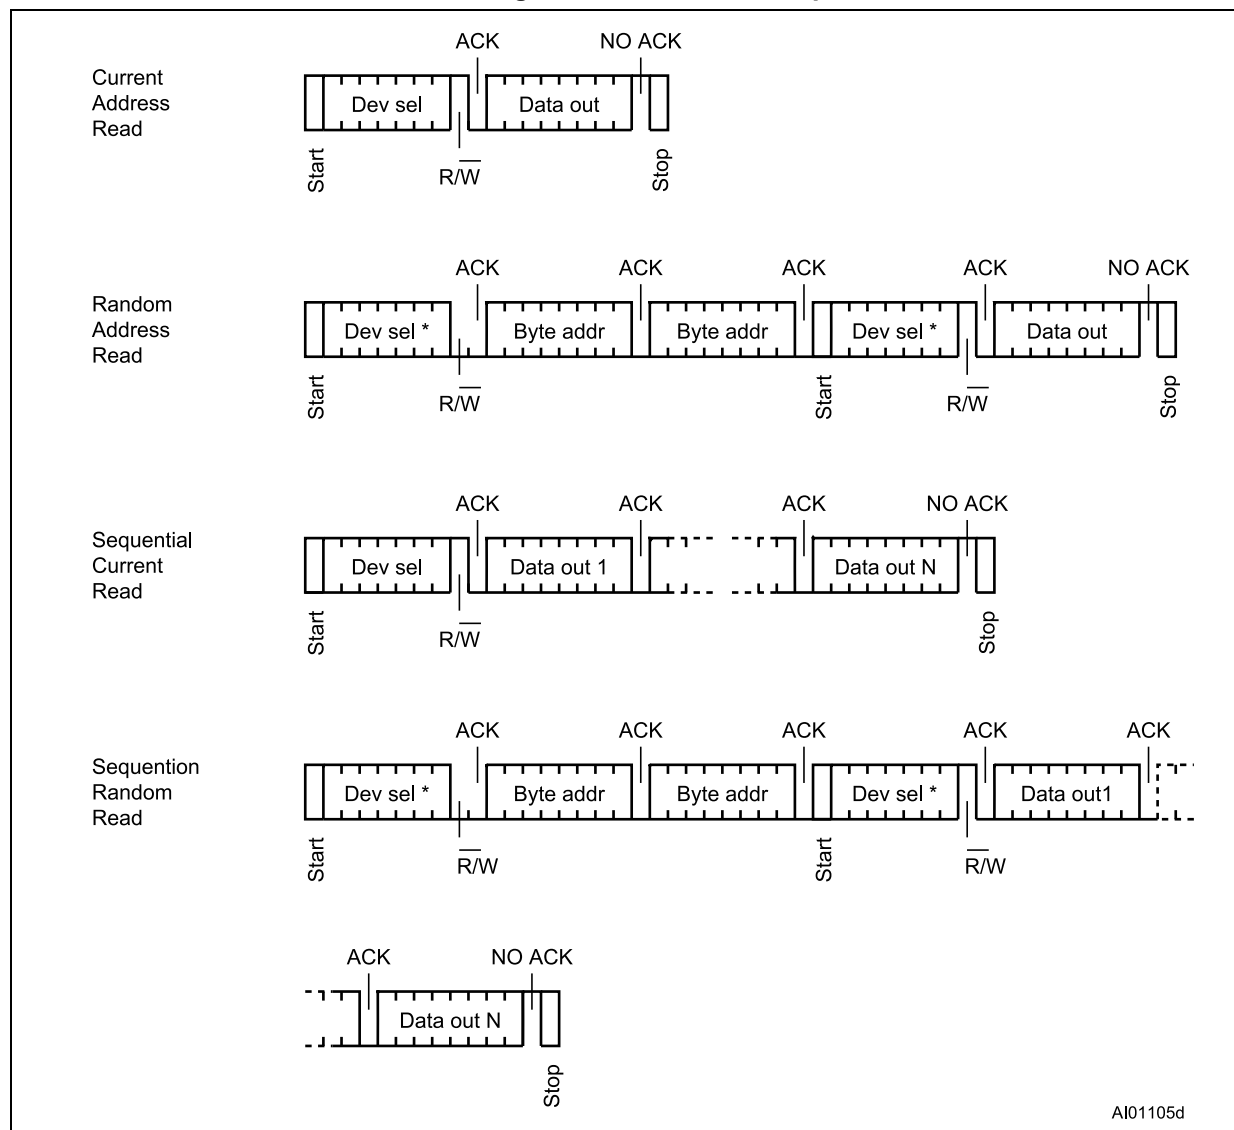 ACK NO ACK
Current
Address
Read
Dev sel Data out
Start R/W Stop
ACK ACK ACK ACK NO ACK
Random
Address
Read
Dev sel * Byte addr Byte addr Dev sel * Data out
Start R/W Start R/W Stop
ACK ACK ACK NO ACK
Sequential
Current
Read
Dev sel Data out 1 Data out N
Start R/W Stop
ACK ACK ACK ACK ACK
Sequention
Random
Read
Dev sel * Byte addr Byte addr Dev sel * Data out1
Start R/W Start R/W
ACK NO ACK
Data out N
Stop
AI01105d